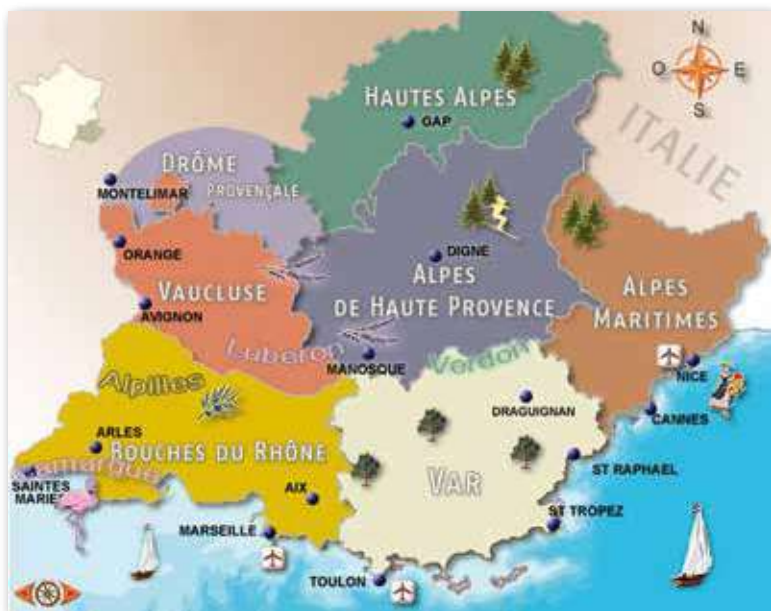 N
O
E
S
HAUTES ALPES
GAP
ITALIE
DRÔME
PROVENÇALE
MONTELIMAR
ORANGE
DIGNE
VAUCLUSE
ALPES
DE HAUTE PROVENCE
ALPES
MARITIMES
AVIGNON
Luberon
MANOSQUE
Verdon
NICE
Alpilles
DRAGUIGNAN
CANNES
ARLES
BOUCHES DU RHÔNE
Camargue
ST RAPHAEL
SAINTES
MARIES
AIX
VAR
ST TROPEZ
MARSEILLE
TOULON